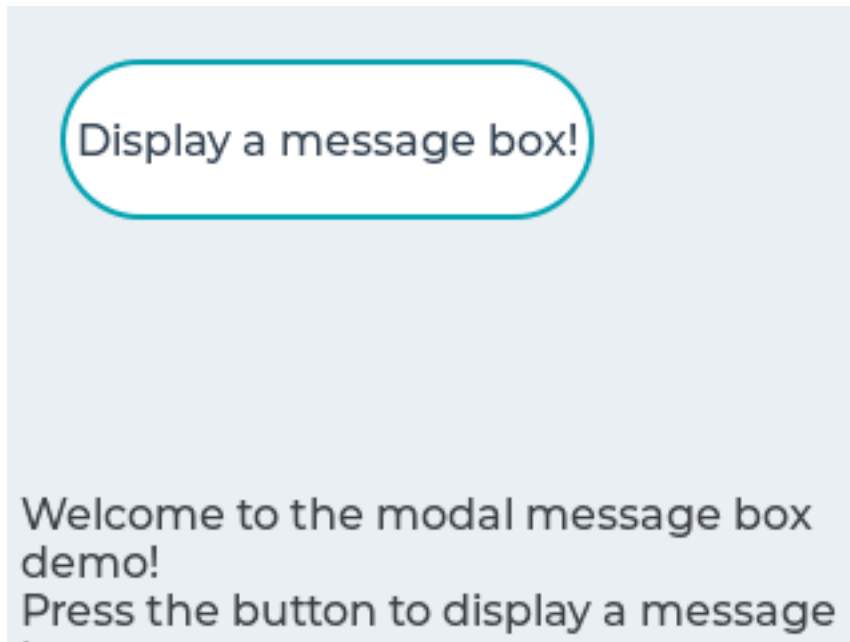 Display a message box!
Welcome to the modal message box
demo!
Press the button to display a message